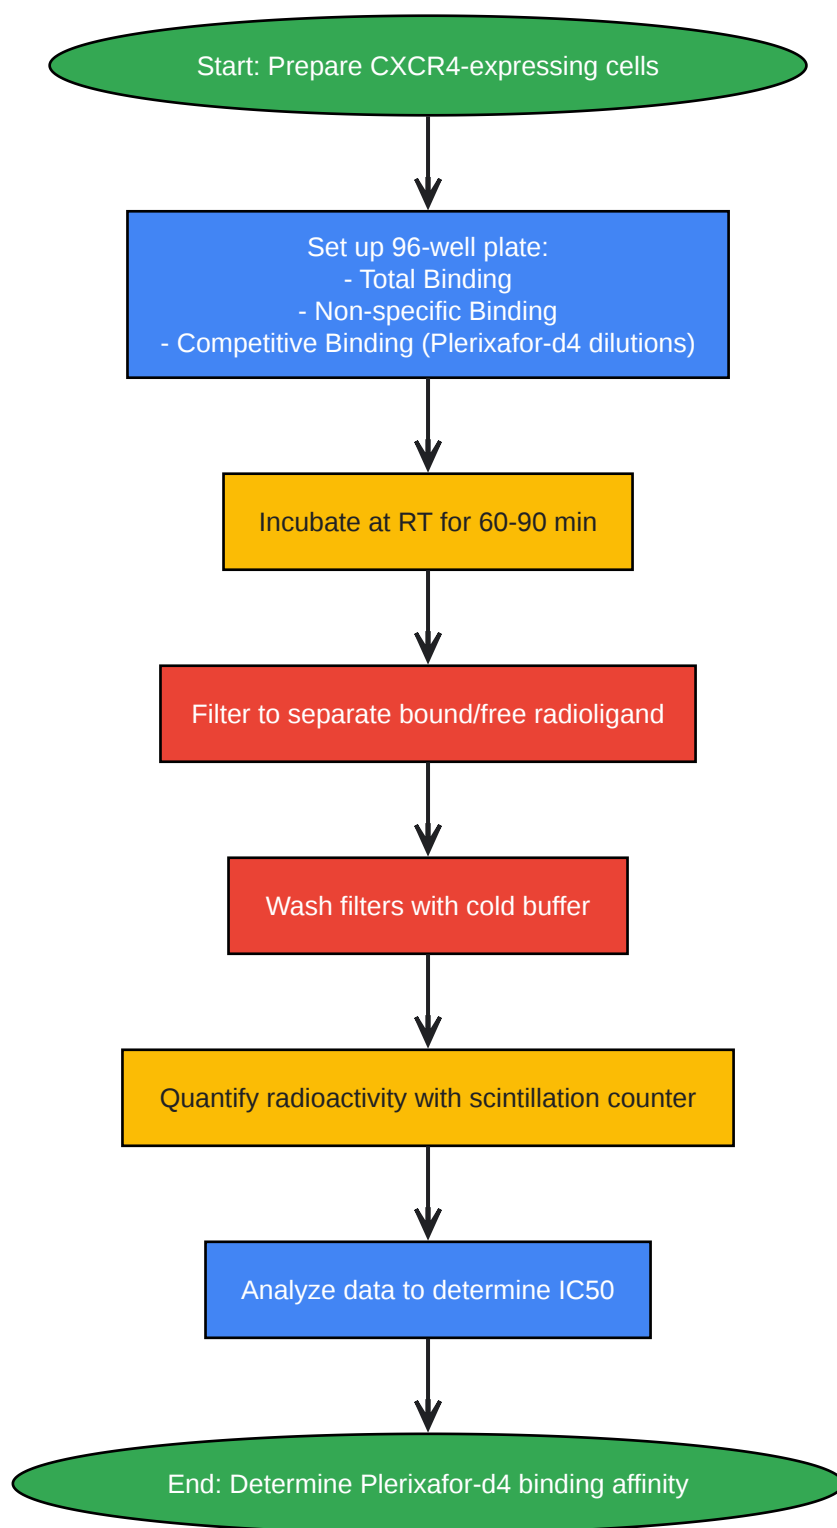 Start: Prepare CXCR4-expressing cells
Set up 96-well plate:
- Total Binding
- Non-specific Binding
- Competitive Binding (Plerixafor-d4 dilutions)
Incubate at RT for 60-90 min
Filter to separate bound/free radioligand
Wash filters with cold buffer
Quantify radioactivity with scintillation counter
Analyze data to determine IC50
End: Determine Plerixafor-d4 binding affinity